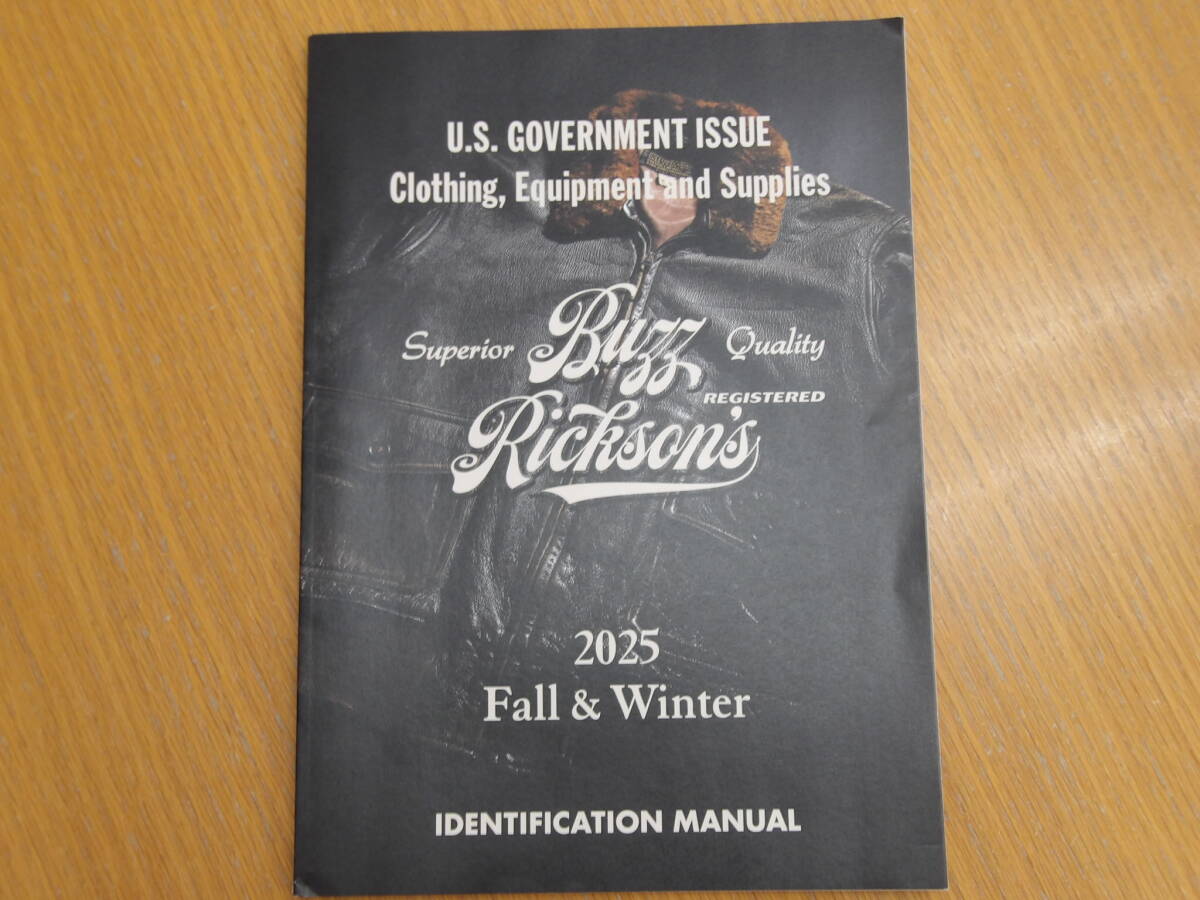 U.S. GOVERNMENT ISSUE
Clothing, Equipment and Supplies
Superior Buzz Quality
REGISTERED
Rickson's
2025
Fall & Winter
IDENTIFICATION MANUAL